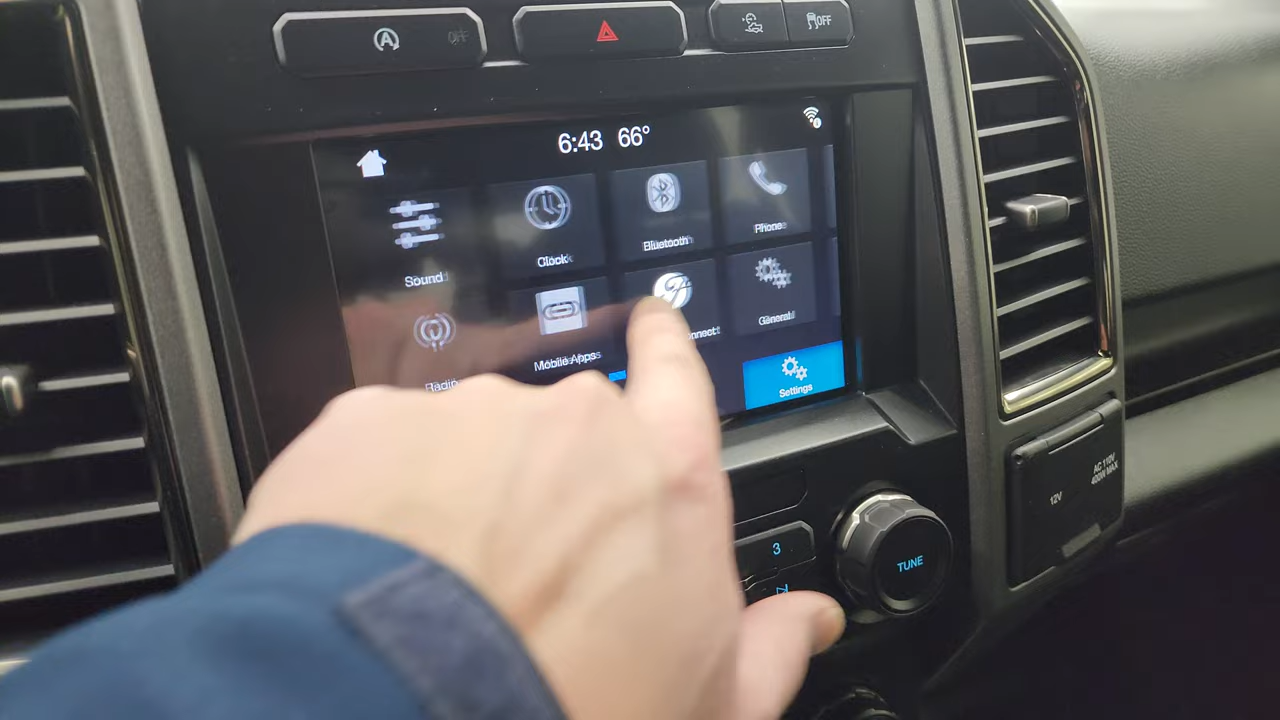 A OFF
OFF
6:43 66°
Sound
Clock
Bluetooth
Phone
Mobile Apps
General
Settings
3
TUNE
12V
AC 110V
400W MAX